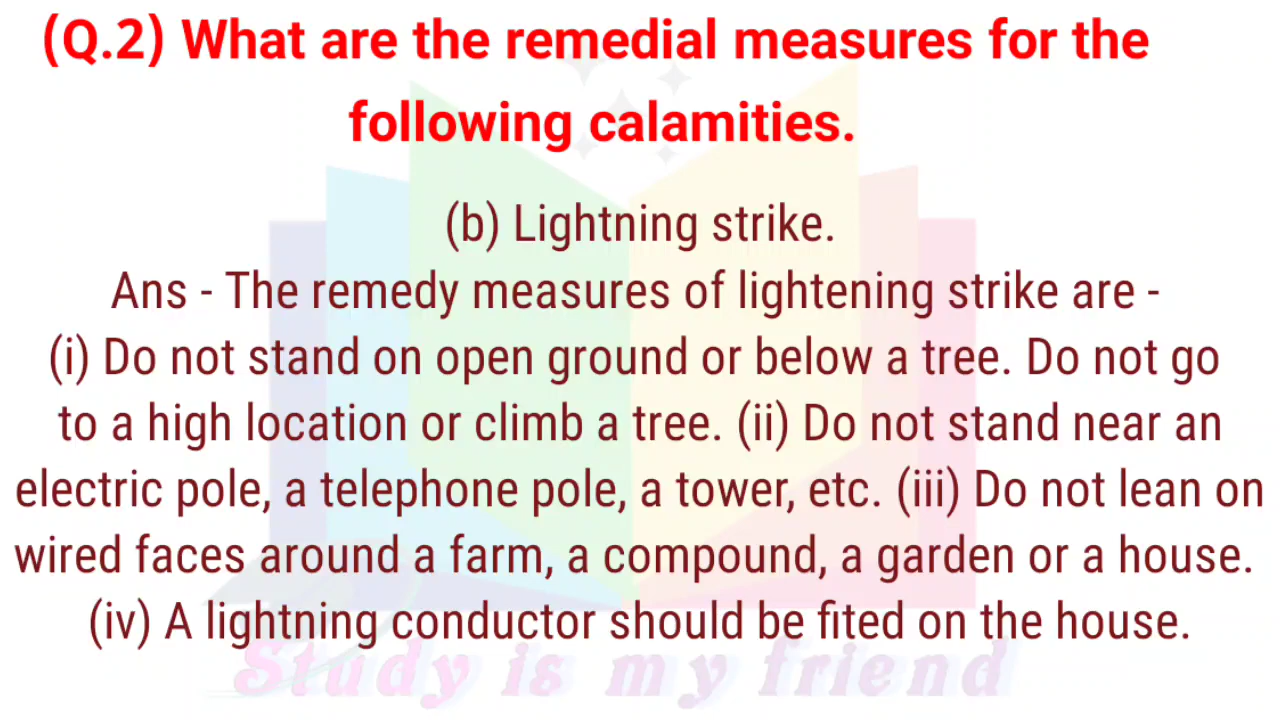 (Q.2) What are the remedial measures for the
following calamities.
(b) Lightning strike.
Ans - The remedy measures of lightening strike are -
(i) Do not stand on open ground or below a tree. Do not go
to a high location or climb a tree. (ii) Do not stand near an
electric pole, a telephone pole, a tower, etc. (iii) Do not lean on
wired faces around a farm, a compound, a garden or a house.
(iv) A lightning conductor should be fited on the house.
Study is my friend